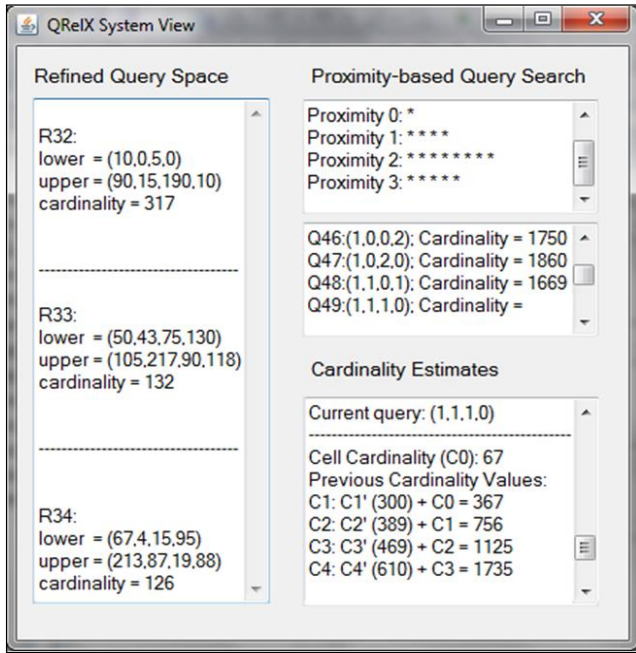 QRelX System View
Refined Query Space
R32:
lower = (10,0,5,0)
upper = (90,15,190,10)
cardinality = 317
------------------------------------
R33:
lower = (50,43,75,130)
upper = (105,217,90,118)
cardinality = 132
------------------------------------
R34:
lower = (67,4,15,95)
upper = (213,87,19,88)
cardinality = 126
Proximity-based Query Search
Proximity 0: *
Proximity 1: * * * *
Proximity 2: * * * * * * * *
Proximity 3: * * * * *
Q46:(1,0,0,2); Cardinality = 1750
Q47:(1,0,2,0); Cardinality = 1860
Q48:(1,1,0,1); Cardinality = 1669
Q49:(1,1,1,0); Cardinality =
Cardinality Estimates
Current query: (1,1,1,0)
------------------------------------------------
Cell Cardinality (C0): 67
Previous Cardinality Values:
C1: C1' (300) + C0 = 367
C2: C2' (389) + C1 = 756
C3: C3' (469) + C2 = 1125
C4: C4' (610) + C3 = 1735